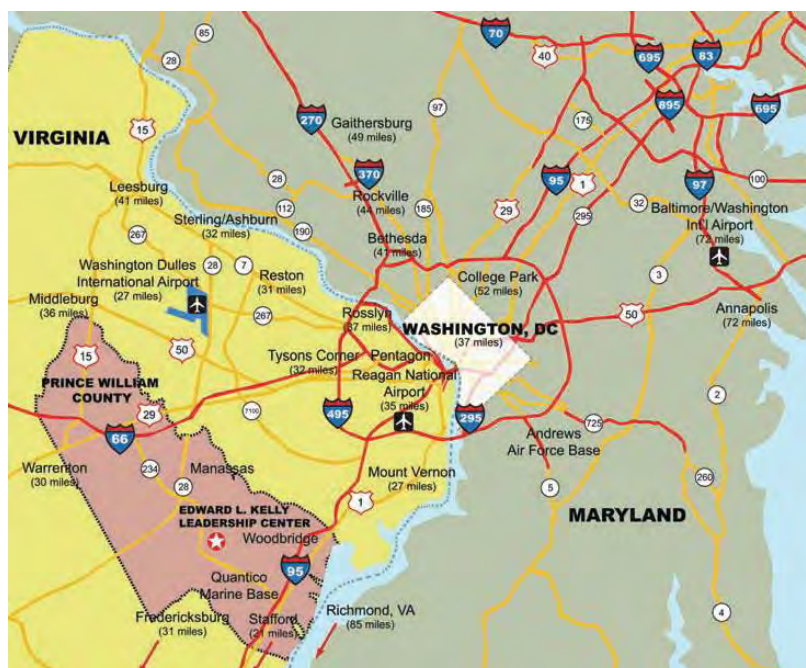 85
28
70
40
695
83
15
97
895
695
VIRGINIA
270
Gaithersburg
(49 miles)
175
28
370
95
1
97
100
Leesburg
(41 miles)
Rockville
(44 miles)
112
185
29
295
32
Baltimore/Washington
Int'l Airport
(72 miles)
Sterling/Ashburn
(32 miles)
190
267
Bethesda
(41 miles)
3
Washington Dulles
International Airport
(27 miles)
28
7
Reston
(31 miles)
College Park
(52 miles)
Middleburg
(36 miles)
267
Rosslyn
(37 miles)
50
Annapolis
(72 miles)
WASHINGTON, DC
(37 miles)
15
50
Tysons Corner
(32 miles)
Pentagon
PRINCE WILLIAM
COUNTY
Reagan National
Airport
(35 miles)
2
29
7100
495
295
66
725
Andrews
Air Force Base
Warrenton
(30 miles)
234
Manassas
28
Mount Vernon
(27 miles)
5
260
1
EDWARD L. KELLY
LEADERSHIP CENTER
MARYLAND
Woodbridge
95
Quantico
Marine Base
Fredericksburg
(31 miles)
Stafford
(21 miles)
Richmond, VA
(85 miles)
4